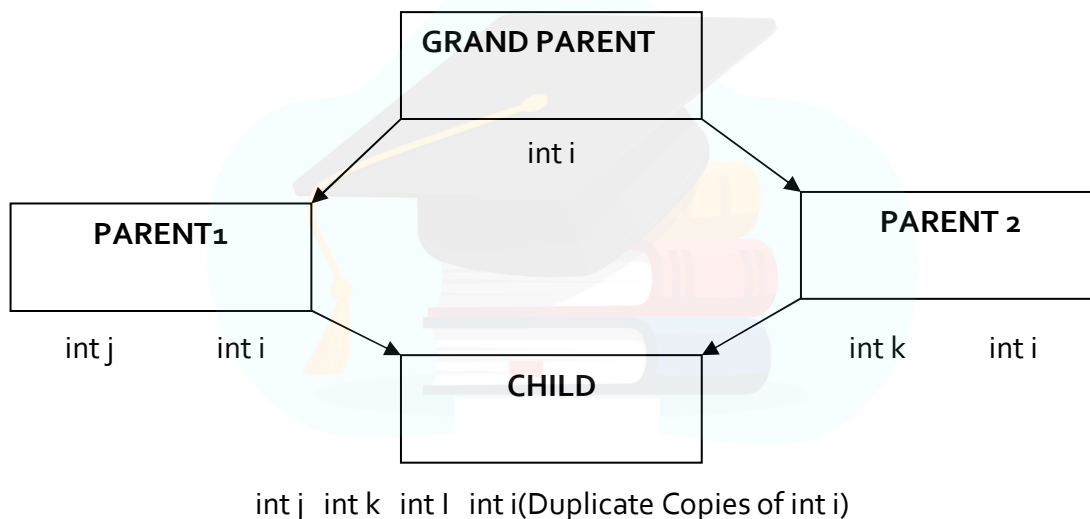 GRAND PARENT
int i
PARENT1
PARENT 2
int j int i
int k int i
CHILD
int j int k int I int i(Duplicate Copies of int i)